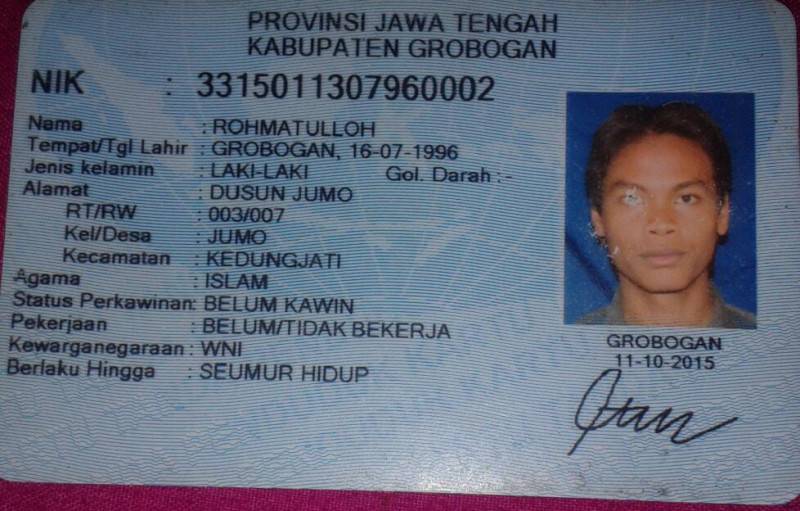 PROVINSI JAWA TENGAH
KABUPATEN GROBOGAN
NIK : 3315011307960002
Nama : ROHMATULLOH
Tempat/Tgl Lahir : GROBOGAN, 16-07-1996
Jenis kelamin : LAKI-LAKI Gol. Darah :-
Alamat : DUSUN JUMO
RT/RW : 003/007
Kel/Desa : JUMO
Kecamatan : KEDUNGJATI
Agama : ISLAM
Status Perkawinan: BELUM KAWIN
Pekerjaan : BELUM/TIDAK BEKERJA
Kewarganegaraan : WNI
Berlaku Hingga : SEUMUR HIDUP
GROBOGAN
11-10-2015